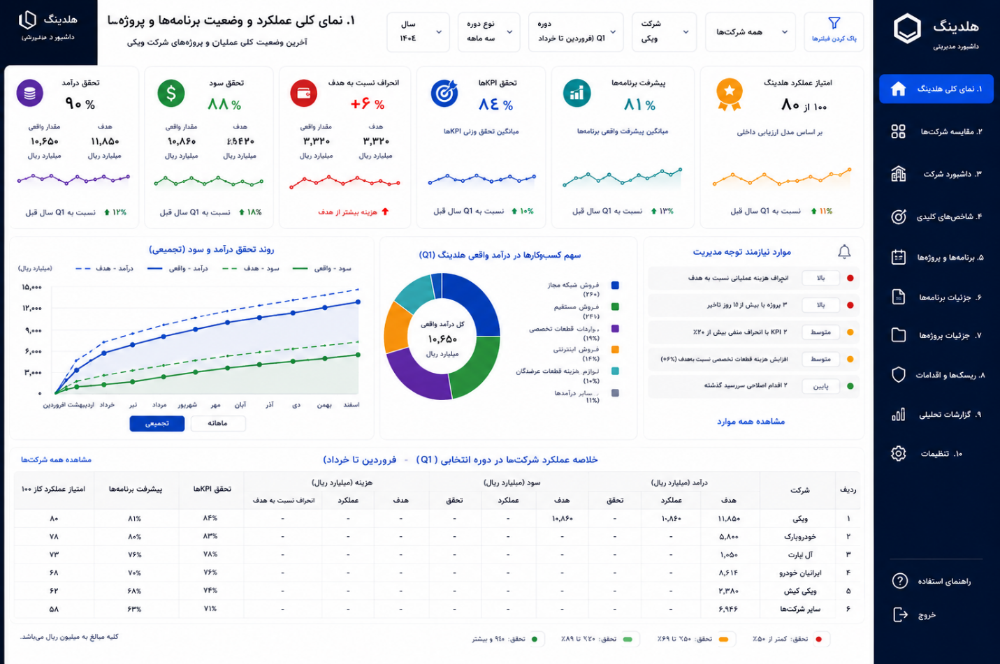 هلدینگ
داشبورد مدیریتی
۱. نمای کلی هلدینگ
۲. مقایسه شرکت‌ها
۳. داشبورد شرکت
۴. شاخص‌های کلیدی
۵. برنامه‌ها و پروژه‌ها
۶. جزئیات برنامه‌ها
۷. جزئیات پروژه‌ها
۸. ریسک‌ها و اقدامات
۹. گزارشات تحلیلی
۱۰. تنظیمات
راهنمای استفاده
خروج
هلدینگ
داشبورد
۱. نمای کلی عملکرد و وضعیت برنامه‌ها و پروژه‌ها
آخرین وضعیت کلی عملیات و پروژه‌های شرکت ویکی
پاک کردن فیلترها
همه شرکت‌ها
شرکت
ویکی
دوره
Q1 (فروردین تا خرداد
نوع دوره
سه ماهه
سال
۱۴۰۴
امتیاز عملکرد هلدینگ
۸۰ از ۱۰۰
بر اساس مدل ارزیابی داخلی
۱۱%
پیشرفت برنامه‌ها
۸۱ %
میانگین پیشرفت واقعی برنامه‌ها
۱۳% نسبت به Q1 سال قبل
تحقق KPIها
۸۴ %
میانگین تحقق وزنی KPIها
۱۰% نسبت به Q1 سال قبل
انحراف نسبت به هدف
+۶ %
هدف
مقدار واقعی
۳,۳۲۰
۳,۳۲۰
میلیارد ریال
میلیارد ریال
هزینه بیشتر از هدف
تحقق سود
۸۸ %
هدف
مقدار واقعی
۱۰,۸۶۰
میلیارد ریال
میلیارد ریال
۱۸% نسبت به Q1 سال قبل
تحقق درآمد
۹۰ %
هدف
مقدار واقعی
۱۱,۸۵۰
۱۰,۶۵۰
میلیارد ریال
میلیارد ریال
۱۲% نسبت به Q1 سال قبل
نسبت به Q1 سال قبل
موارد نیازمند توجه مدیریت
بالا
انحراف هزینه عملیاتی نسبت به هدف
بالا
۳ پروژه با بیش از ۱۵ روز تاخیر
متوسط
۲ KPI با انحراف منفی بیش از ۲۰٪
متوسط
افزایش هزینه قطعات تخصصی نسبت به هدف (+۶%)
پایین
۲ اقدام اصلاحی سررسید گذشته
مشاهده همه موارد
سهم کسب‌وکارها در درآمد واقعی هلدینگ (Q1)
کل درآمد واقعی
۱۰,۶۵۰
میلیارد ریال
فروش شبکه مجاز
فروش مستقیم
واردات قطعات تخصصی
(۱۹%)
فروش اینترنتی
(۱۴%)
قطعات
(۱۰%)
سایر درآمدها
۱۱%)
روند تحقق درآمد و سود (تجمیعی)
سود - واقعی
سود - هدف
درآمد - واقعی
درآمد - هدف
(میلیارد ریال)
۱۵,۰۰۰
۱۲,۰۰۰
۹,۰۰۰
۶,۰۰۰
۳,۰۰۰
۰
فروردین
اردیبهشت
خرداد
تیر
مرداد
شهریور
مهر
آبان
آذر
دی
بهمن
اسفند
ماهانه
تجمیعی
خلاصه عملکرد شرکت‌ها در دوره انتخابی (Q1) - فروردین تا خرداد)
مشاهده همه شرکت‌ها
ردیف شرکت درآمد (میلیارد ریال) سود (میلیارد ریال) هزینه (میلیارد ریال) تحقق KPIها پیشرفت برنامه‌ها امتیاز عملکرد کاز ۱۰۰
هدف عملکرد تحقق هدف عملکرد تحقق هدف عملکرد انحراف نسبت به هدف
۱ ویکی ۱۱,۸۵۰ ۱۰,۸۶۰ - ۱۰,۸۶۰ - - - - - ۸۴% ۸۱% ۸۰
۲ خودروپارک ۵,۸۰۰ - - - - - - - - ۸۳% ۸۰% ۷۸
۳ ۱,۰۵۰ - - - - - - - - ۷۸% ۷۶% ۷۳
۴ ایرانیان خودرو ۸,۶۱۴ - - - - - - - - ۷۶% ۷۰% ۶۸
۵ ویکی کیش ۲,۳۸۰ - - - - - - - - ۷۴% ۶۸% ۶۲
۶ سایر شرکت‌ها ۶,۹۴۶ - - - - - - - - ۷۱% ۶۳% ۵۸
تحقق: کمتر از ۵۰٪
تحقق: ۵۰٪ تا ۶۹٪
تحقق: تا ۸۹٪
تحقق: و بیشتر
کلیه مبالغ به میلیون ریال می‌باشد.